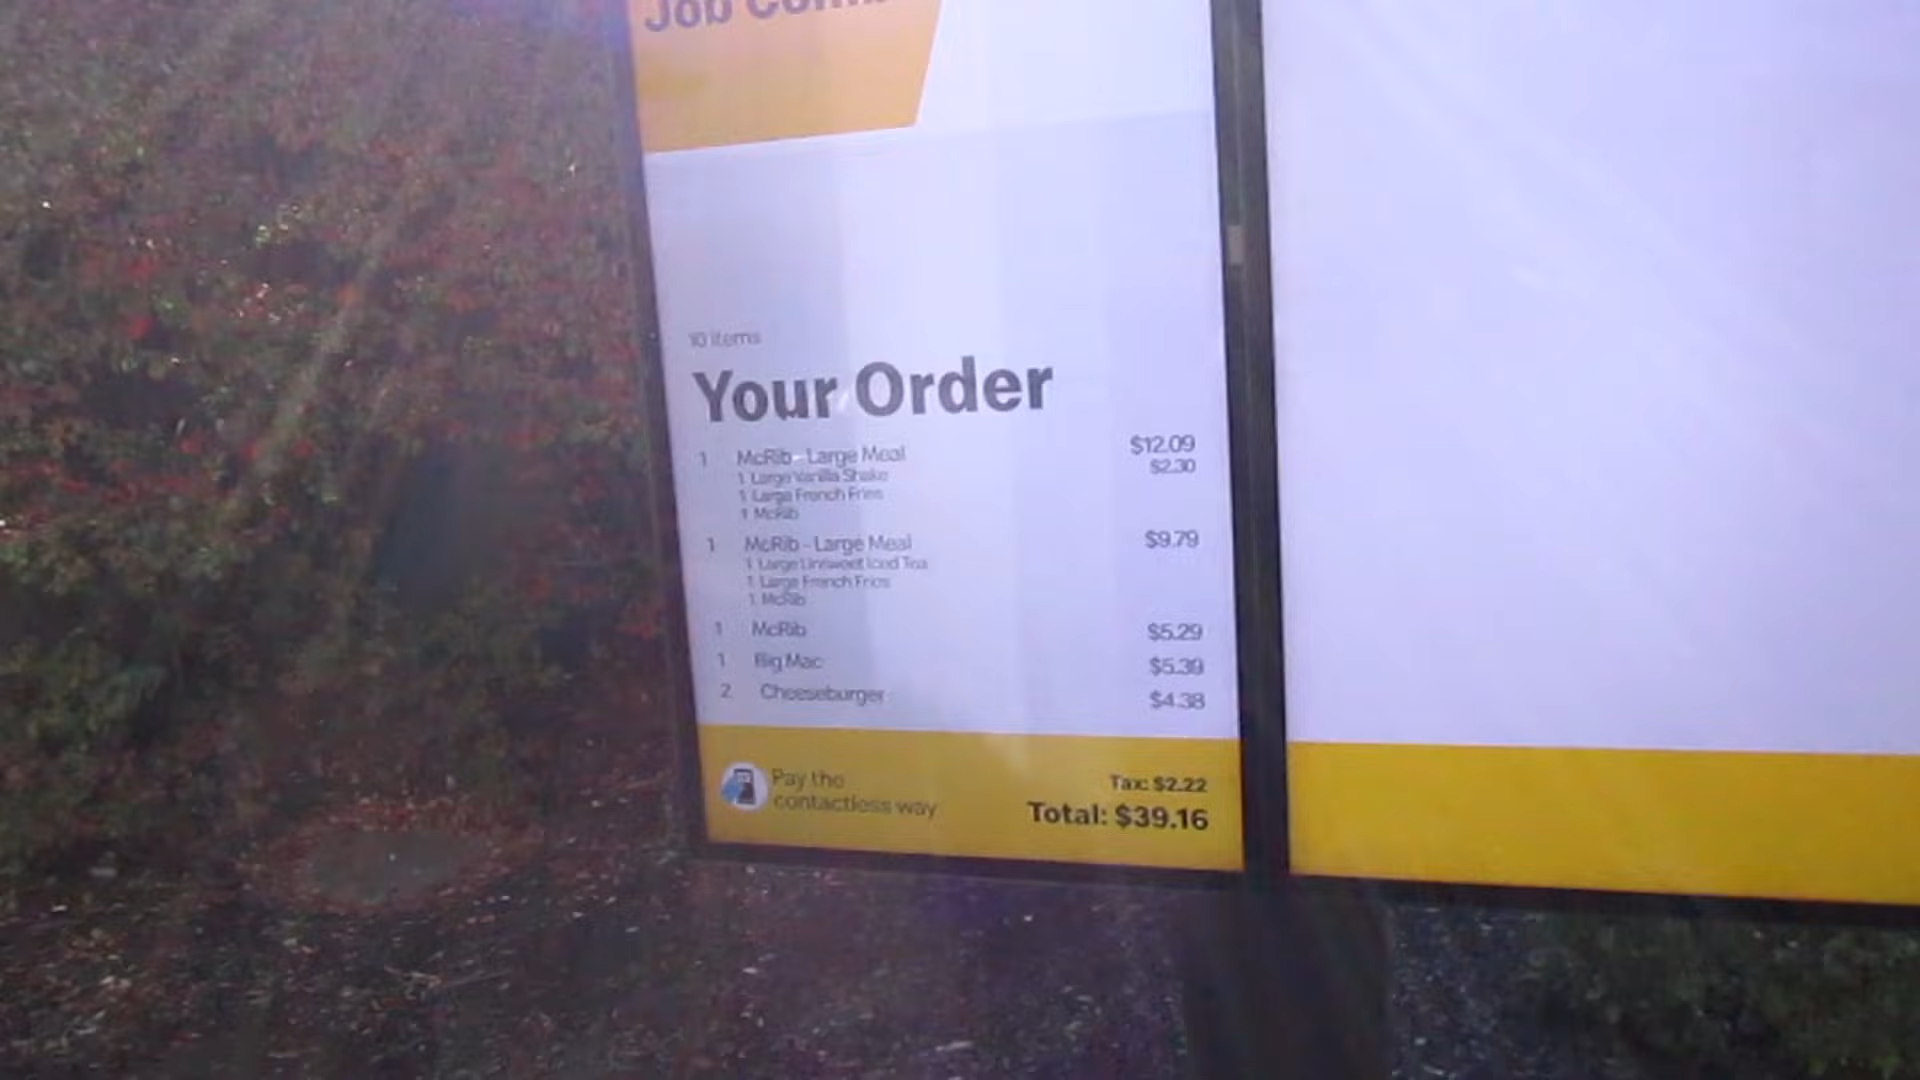 Job
10 items
Your Order
1 McRib - Large Meal $12.09
1 Large Vanilla Shake $2.30
1 Large French Fries
1 McRib
1 McRib - Large Meal $9.79
1 Large Unsweet Iced Tea
1 Large French Fries
1 McRib
1 McRib $5.29
1 Big Mac $5.39
2 Cheeseburger $4.38
Pay the
contactless way
Tax: $2.22
Total: $39.16